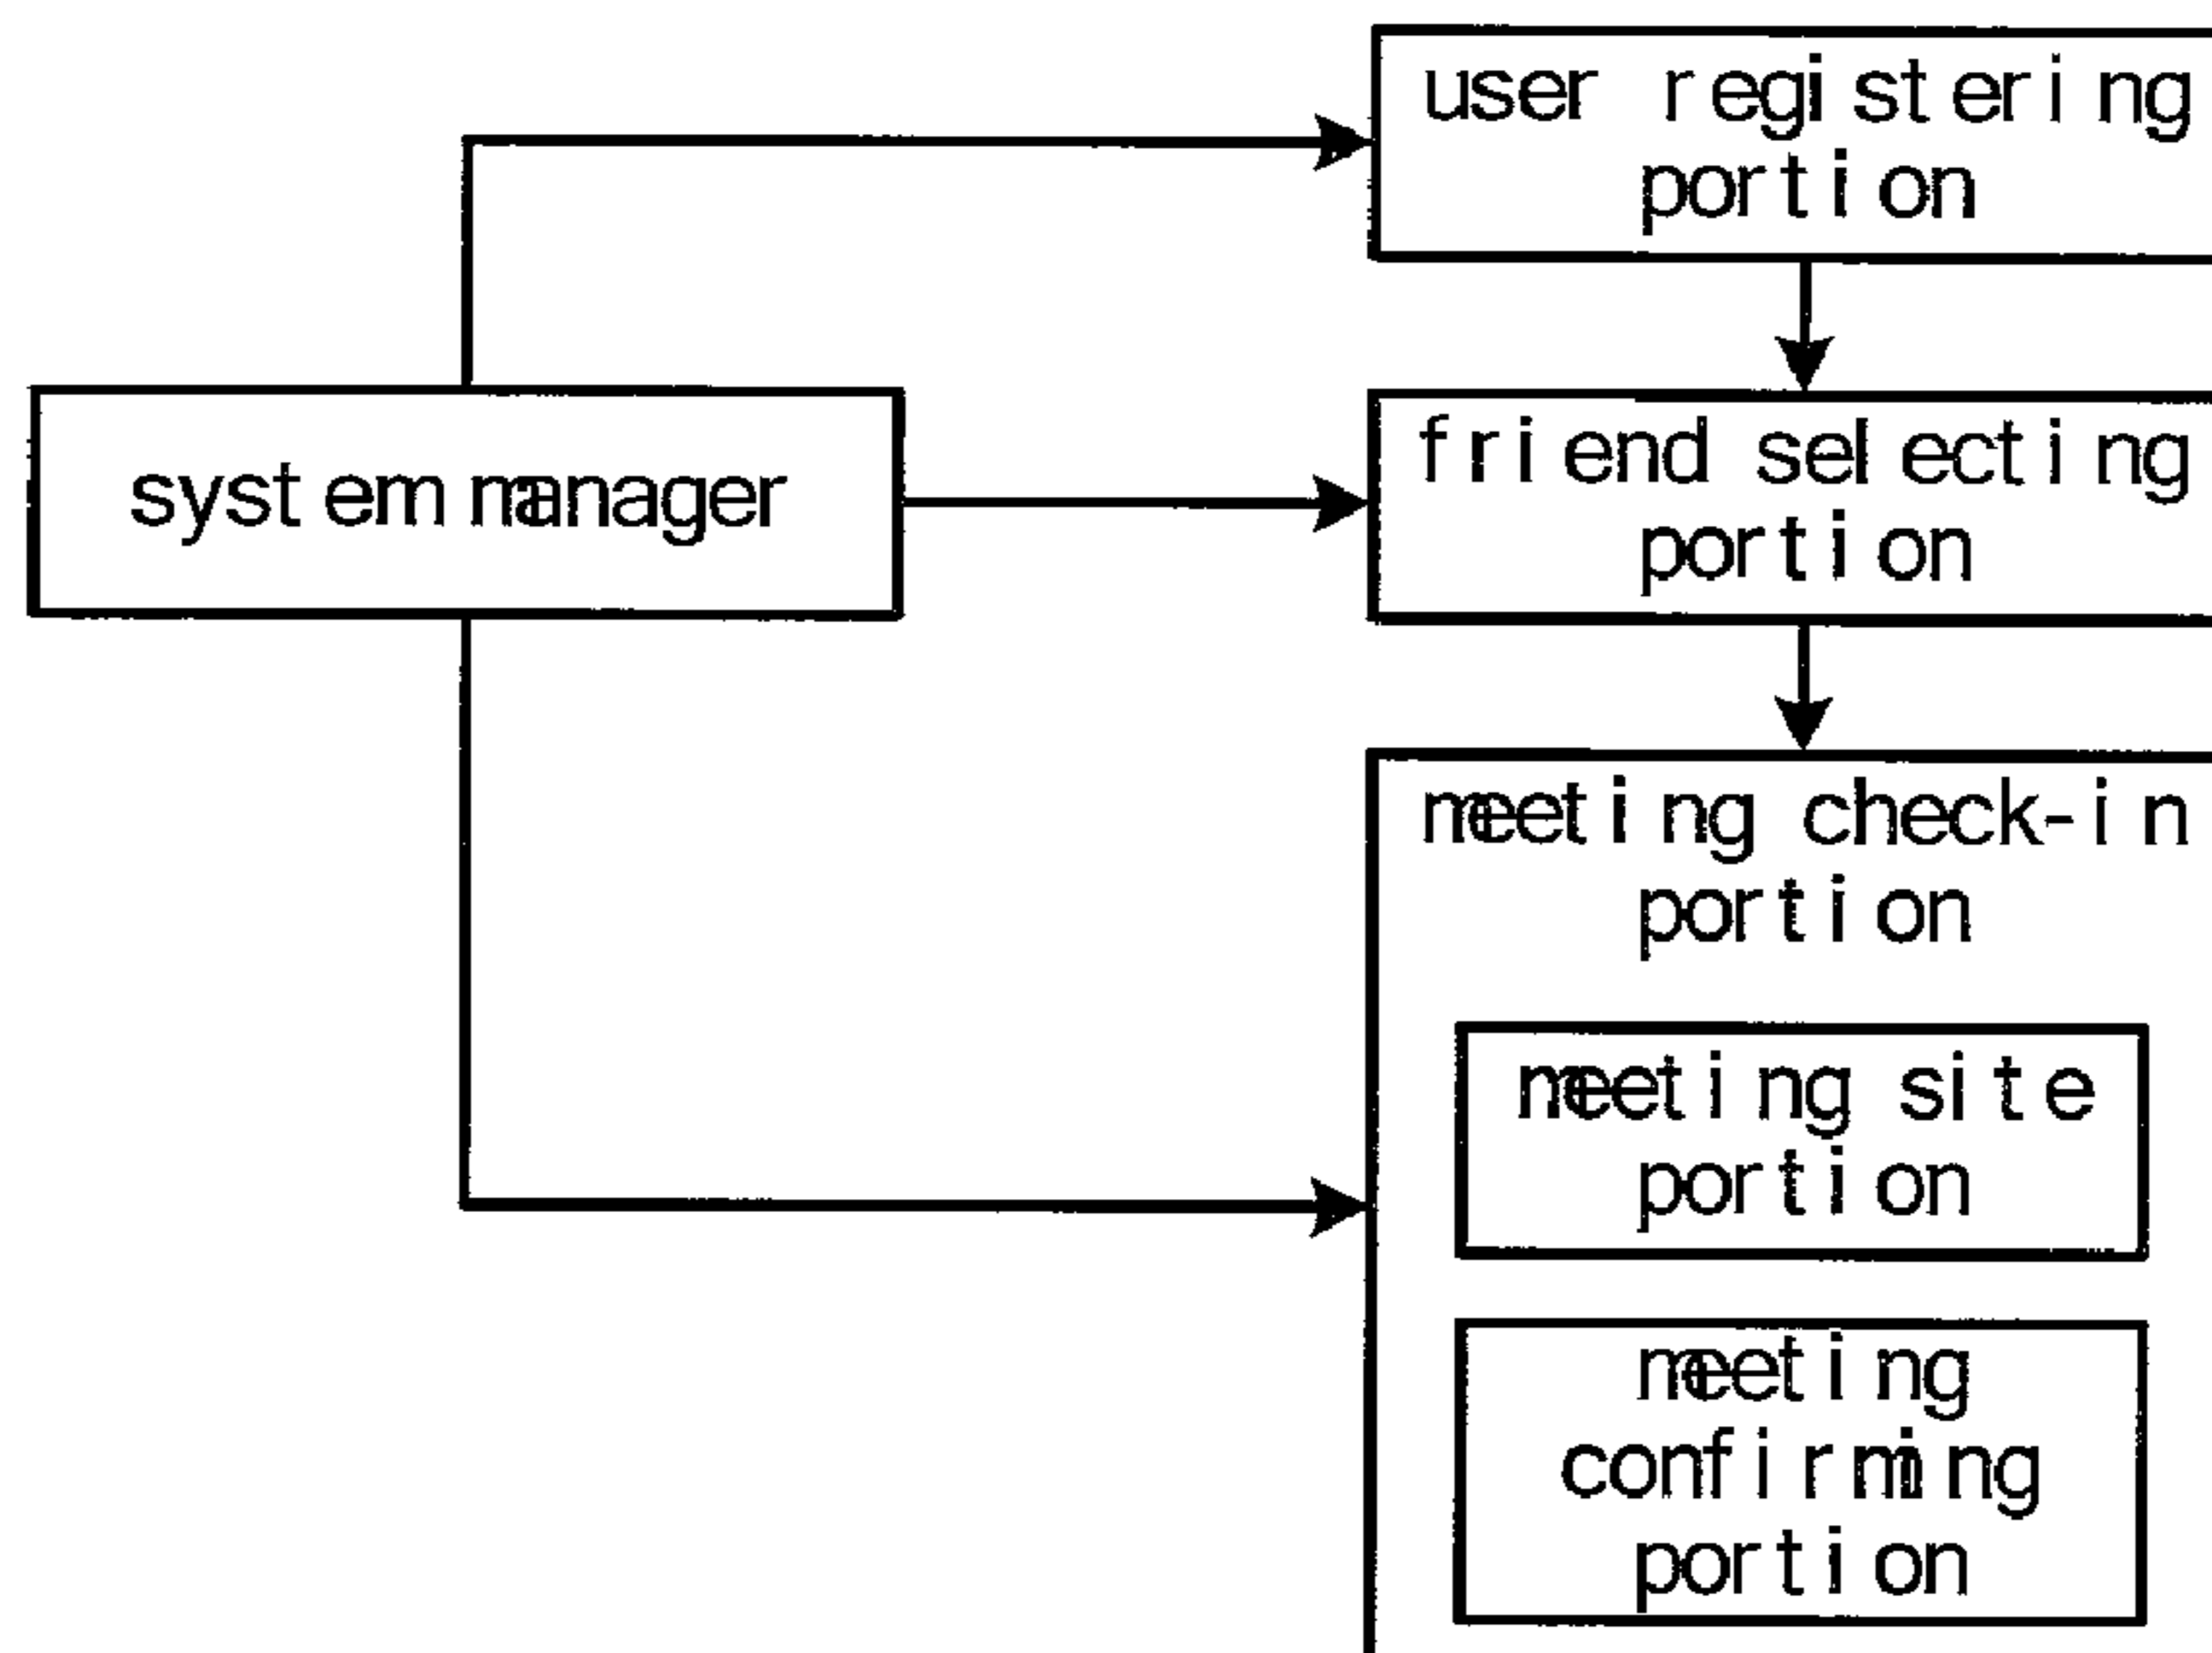 user registering
portion
system manager
friend selecting
portion
meeting check-in
portion
meeting site
portion
meeting
confirming
portion